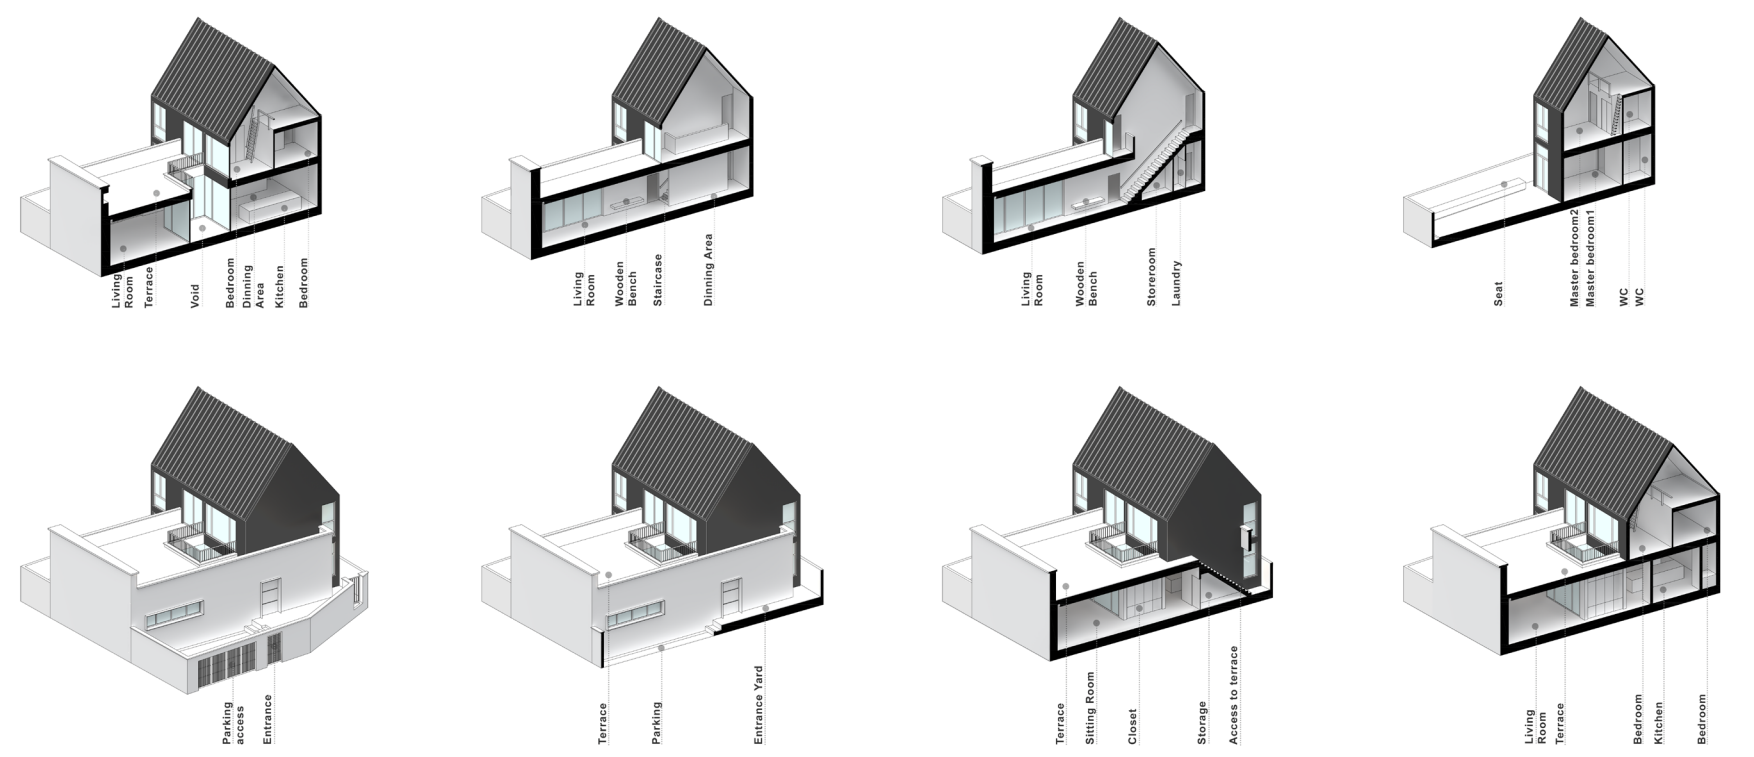 Living
Room
Terrace
Void
Bedroom
Dinning
Area
Kitchen
Bedroom
Living
Room
Wooden
Bench
Staircase
Dinning Area
Living
Room
Wooden
Bench
Storeroom
Laundry
Seat
Master bedroom2
Master bedroom1
WC
WC
Parking
access
Entrance
Terrace
Parking
Entrance Yard
Terrace
Sitting Room
Closet
Storage
Access to terrace
Living
Room
Terrace
Bedroom
Kitchen
Bedroom